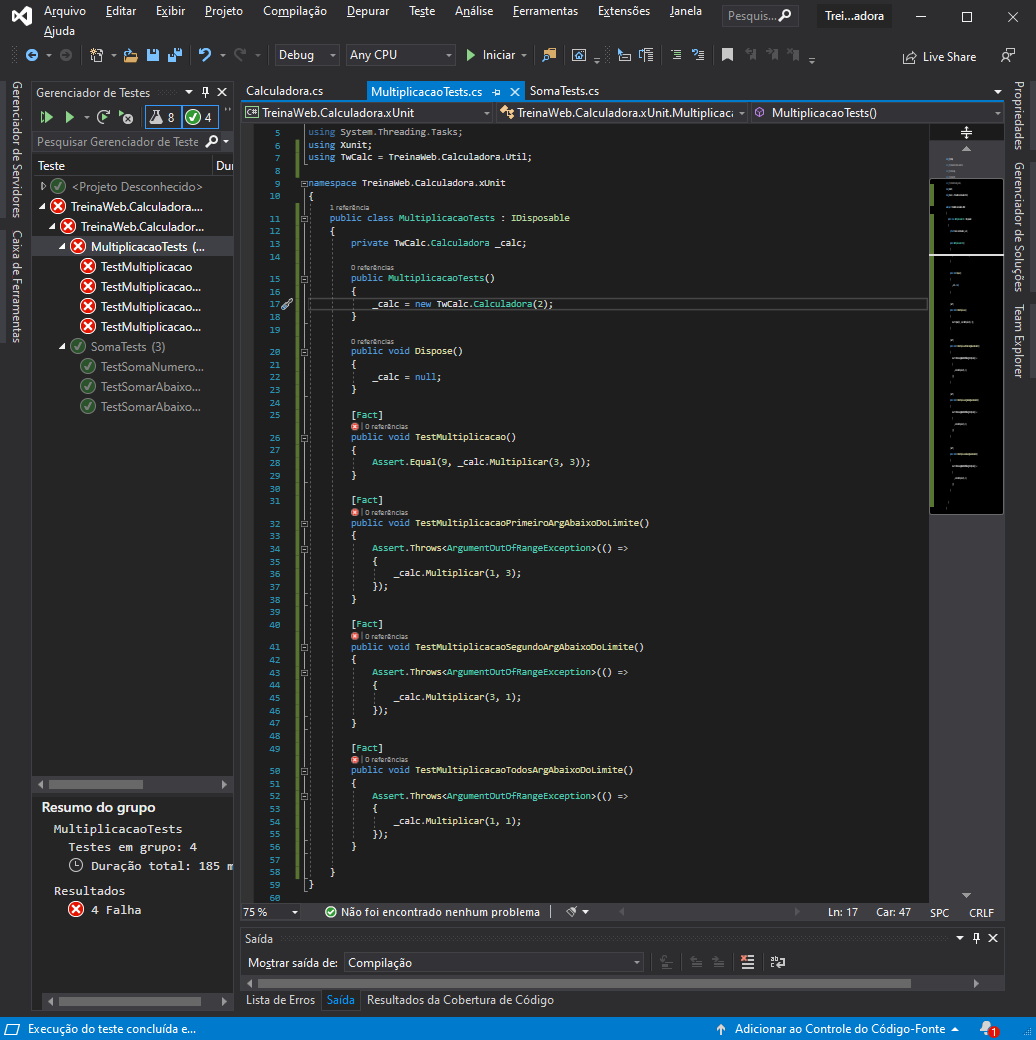 Arquivo Editar Exibir Projeto Compilação Depurar Teste Análise Ferramentas Extensões Janela
Ajuda
Pesquis...
Trei...adora
Debug
Any CPU
Iniciar
Live Share
Gerenciador de Servidores
Caixa de Ferramentas
Gerenciador de Testes
8
4
Pesquisar Gerenciador de Teste
Teste Dur
<Projeto Desconhecido>
TreinaWeb.Calculadora....
TreinaWeb.Calculador...
MultiplicacaoTests (...
TestMultiplicacao
TestMultiplicacao...
TestMultiplicacao...
TestMultiplicacao...
SomaTests (3)
TestSomaNumero...
TestSomarAbaixo...
TestSomarAbaixo...
Resumo do grupo
MultiplicacaoTests
Testes em grupo: 4
Duração total: 185 m
Resultados
4 Falha
Calculadora.cs MultiplicacaoTests.cs SomaTests.cs
C# TreinaWeb.Calculadora.xUnit
TreinaWeb.Calculadora.xUnit.Multiplicac
MultiplicacaoTests()
5 using System.Threading.Tasks;
6 using Xunit;
7 using TwCalc = TreinaWeb.Calculadora.Util;
8
9 namespace TreinaWeb.Calculadora.xUnit
10 {
1 referência
11 public class MultiplicacaoTests : IDisposable
12 {
13 private TwCalc.Calculadora _calc;
14
0 referências
15 public MultiplicacaoTests()
16 {
17 _calc = new TwCalc.Calculadora(2);
18 }
19
0 referências
20 public void Dispose()
21 {
22 _calc = null;
23 }
24
25 [Fact]
0 referências
26 public void TestMultiplicacao()
27 {
28 Assert.Equal(9, _calc.Multiplicar(3, 3));
29 }
30
31 [Fact]
0 referências
32 public void TestMultiplicacaoPrimeiroArgAbaixoDoLimite()
33 {
34 Assert.Throws<ArgumentOutOfRangeException>(() =>
35 {
36 _calc.Multiplicar(1, 3);
37 });
38 }
39
40 [Fact]
0 referências
41 public void TestMultiplicacaoSegundoArgAbaixoDoLimite()
42 {
43 Assert.Throws<ArgumentOutOfRangeException>(() =>
44 {
45 _calc.Multiplicar(3, 1);
46 });
47 }
48
49 [Fact]
0 referências
50 public void TestMultiplicacaoTodosArgAbaixoDoLimite()
51 {
52 Assert.Throws<ArgumentOutOfRangeException>(() =>
53 {
54 _calc.Multiplicar(1, 1);
55 });
56 }
57
58 }
59 }
60
75 %
Não foi encontrado nenhum problema
Ln: 17 Car: 47 SPC CRLF
Saída
Mostrar saída de: Compilação
Lista de Erros Saída Resultados da Cobertura de Código
Propriedades
Gerenciador de Soluções
Team Explorer
Execução do teste concluída e...
Adicionar ao Controle do Código-Fonte
1